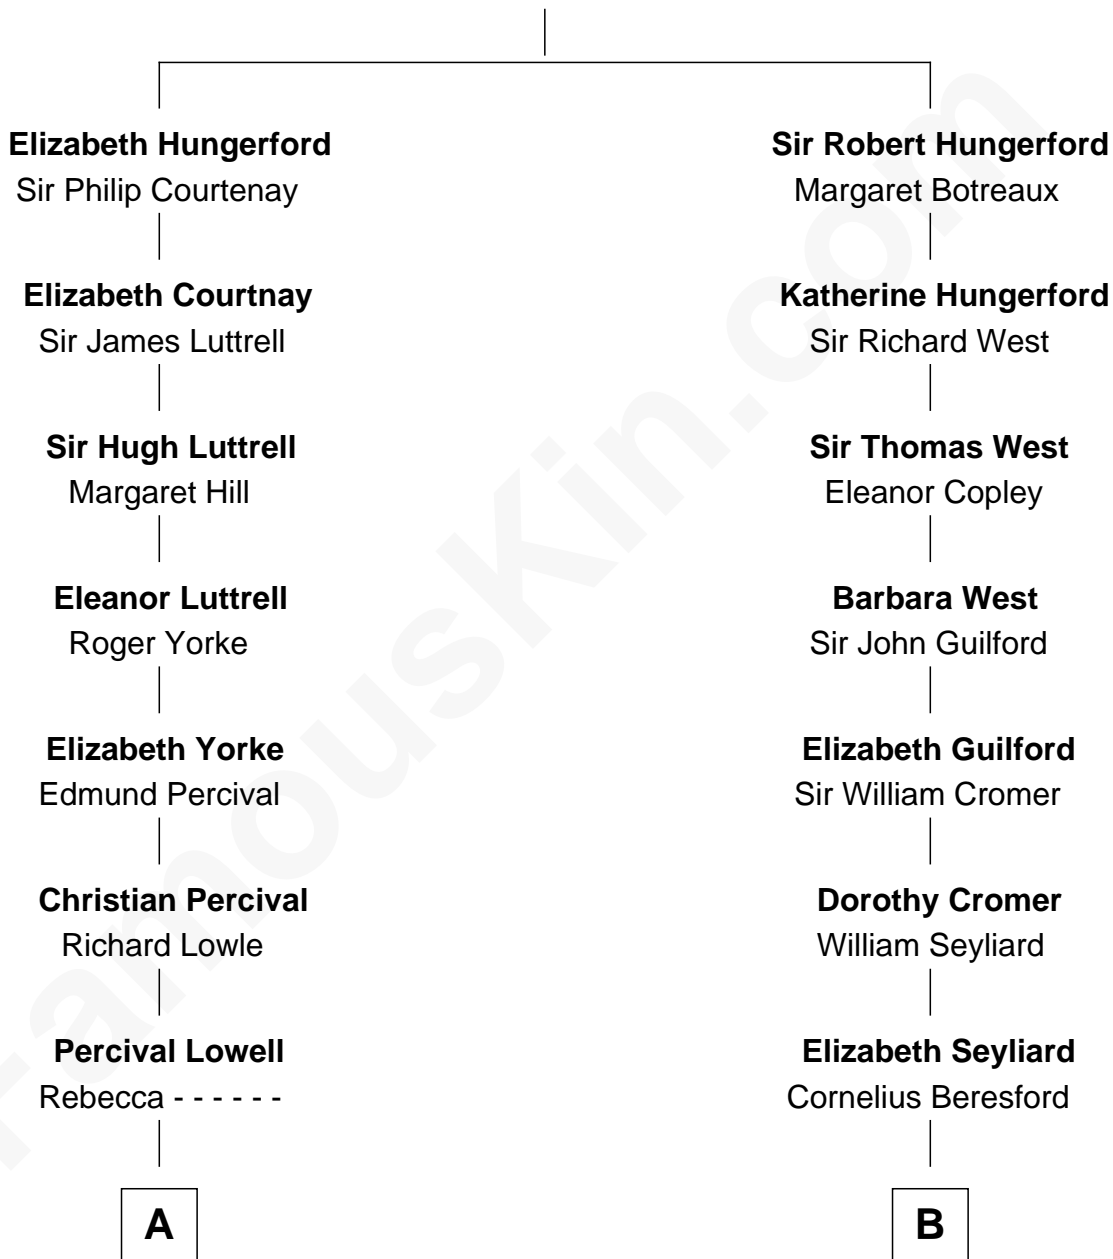 Elizabeth Hungerford
Sir Philip Courtenay
Elizabeth Courtnay
Sir James Luttrell
Sir Hugh Luttrell
Margaret Hill
Eleanor Luttrell
Roger Yorke
Elizabeth Yorke
Edmund Percival
Christian Percival
Richard Lowle
Percival Lowell
Rebecca - - - - - -
A
Sir Robert Hungerford
Margaret Botreaux
Katherine Hungerford
Sir Richard West
Sir Thomas West
Eleanor Copley
Barbara West
Sir John Guilford
Elizabeth Guilford
Sir William Cromer
Dorothy Cromer
William Seyliard
Elizabeth Seyliard
Cornelius Beresford
B
FamousKin.com